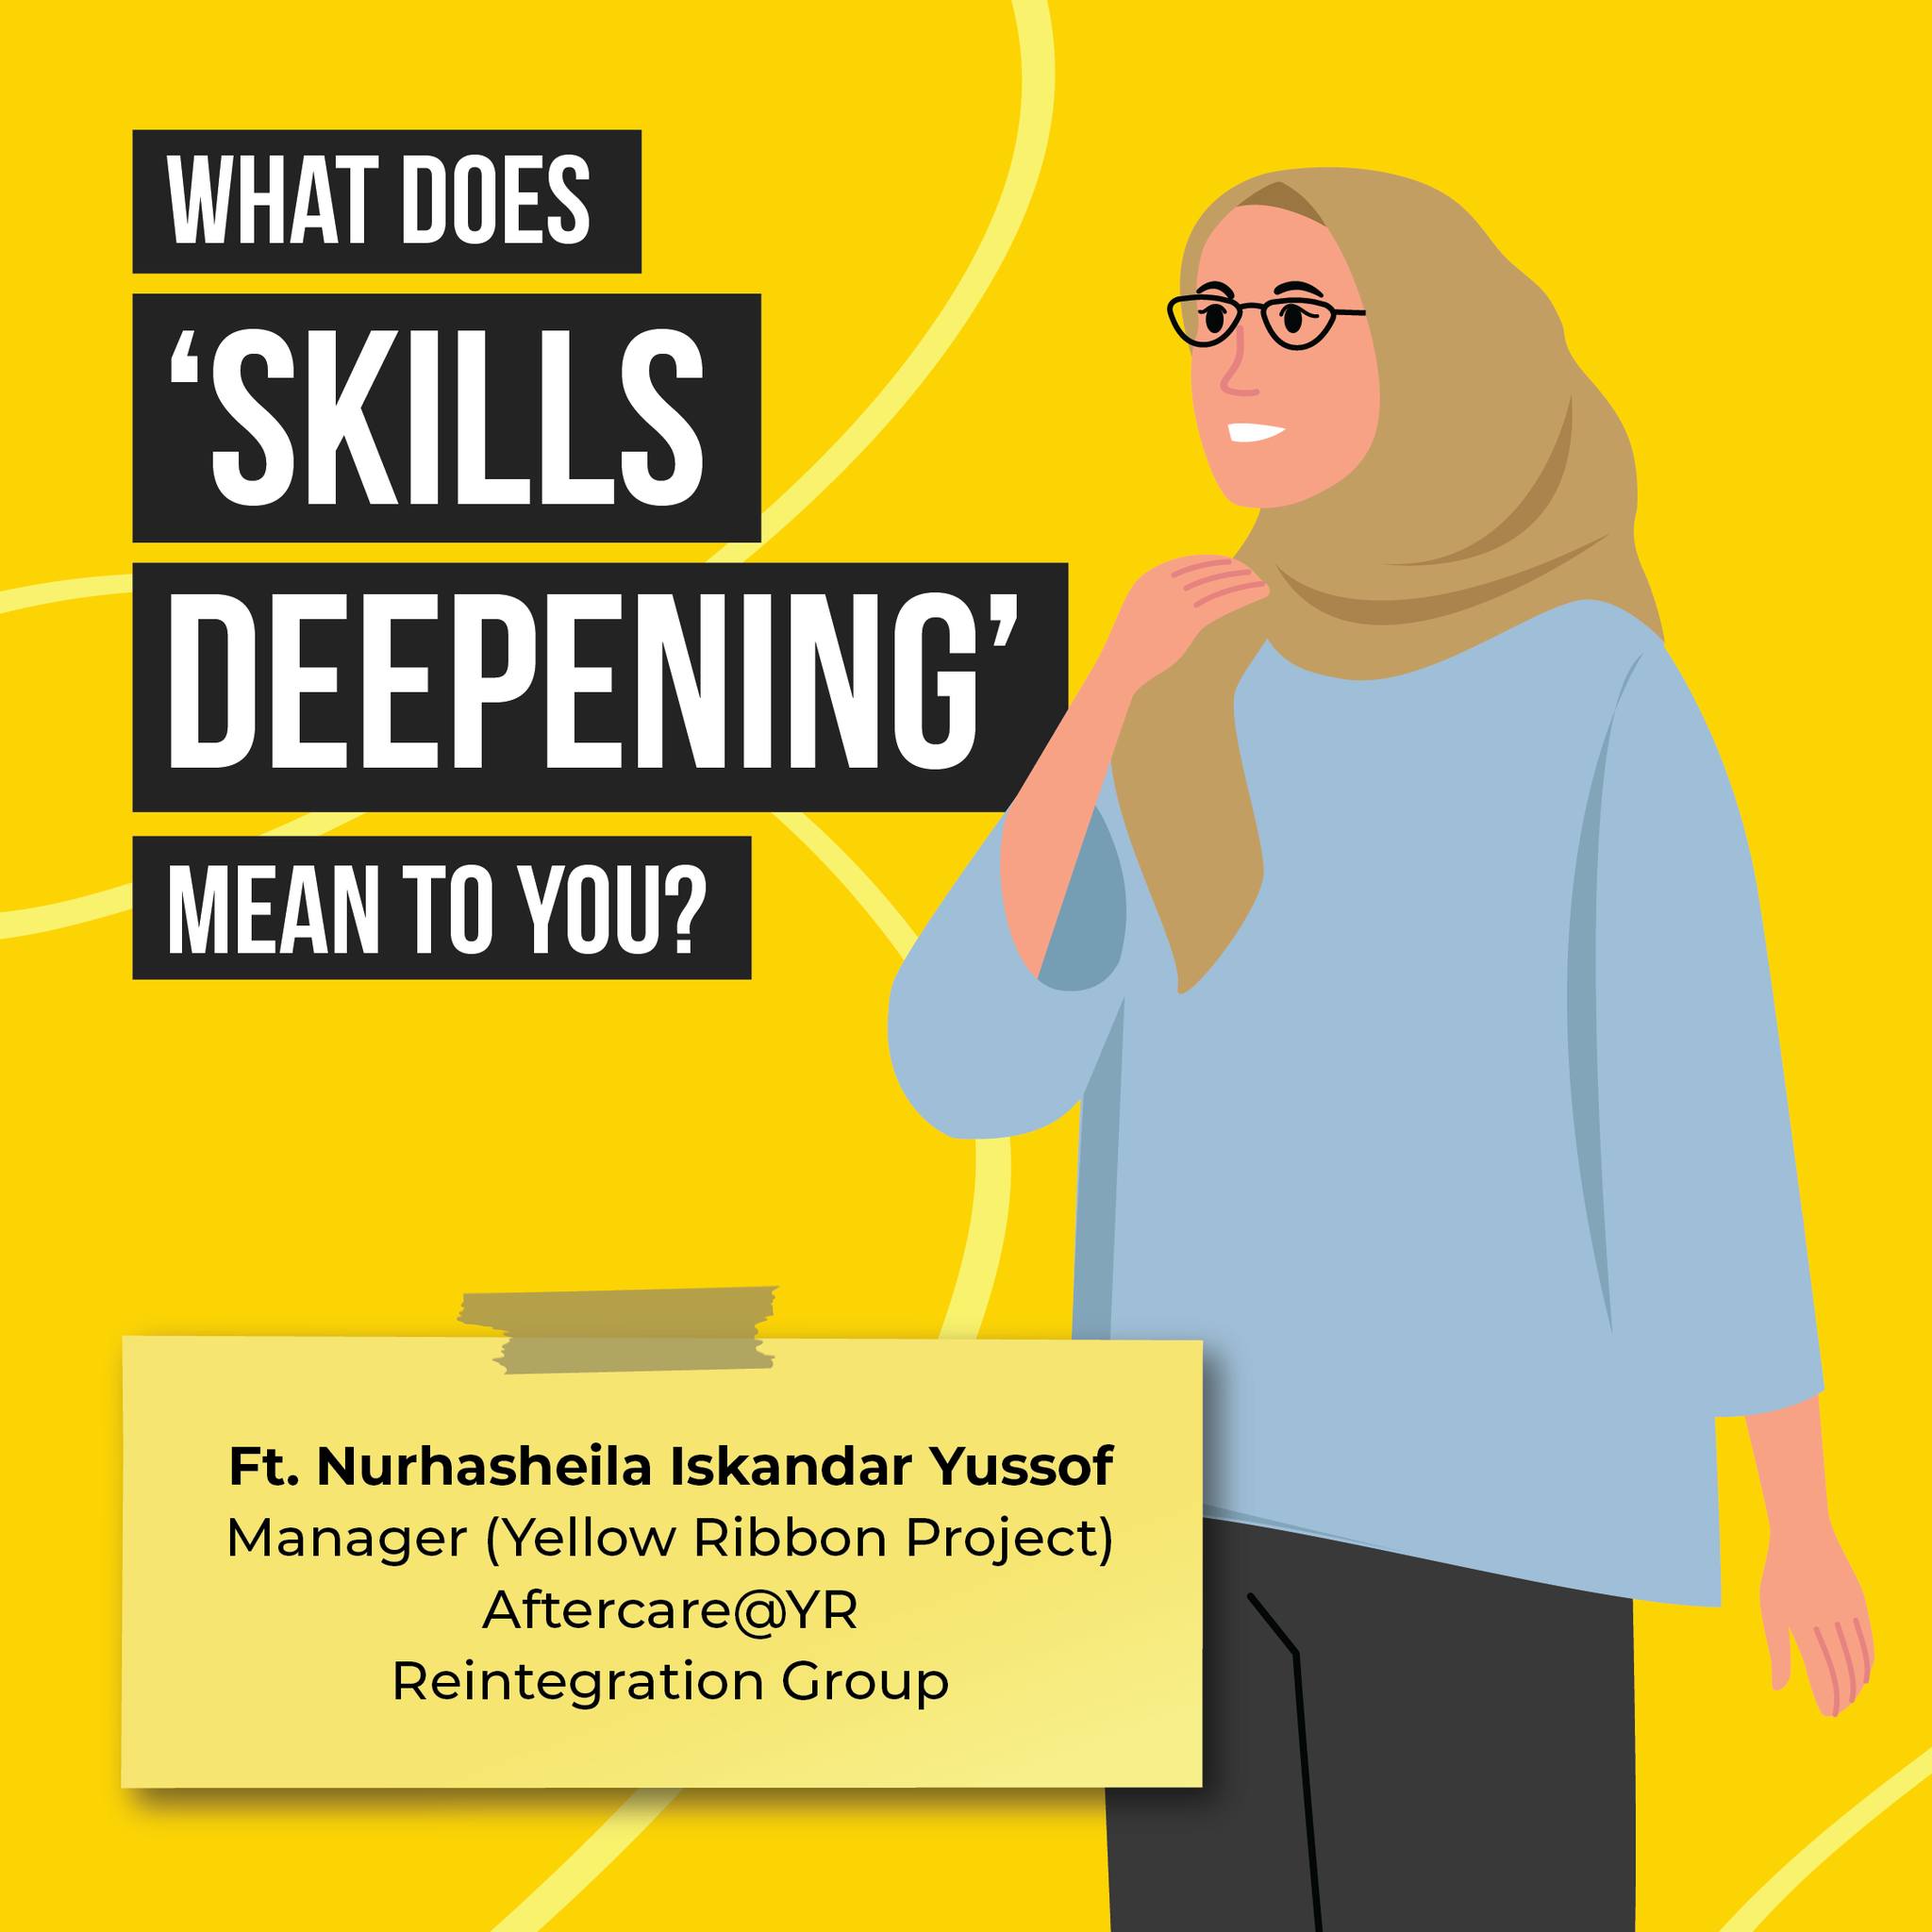 WHAT DOES
‘SKILLS
DEEPENING’
MEAN TO YOU?
Ft. Nurhasheila Iskandar Yussof
Manager (Yellow Ribbon Project)
Aftercare@YR
Reintegration Group